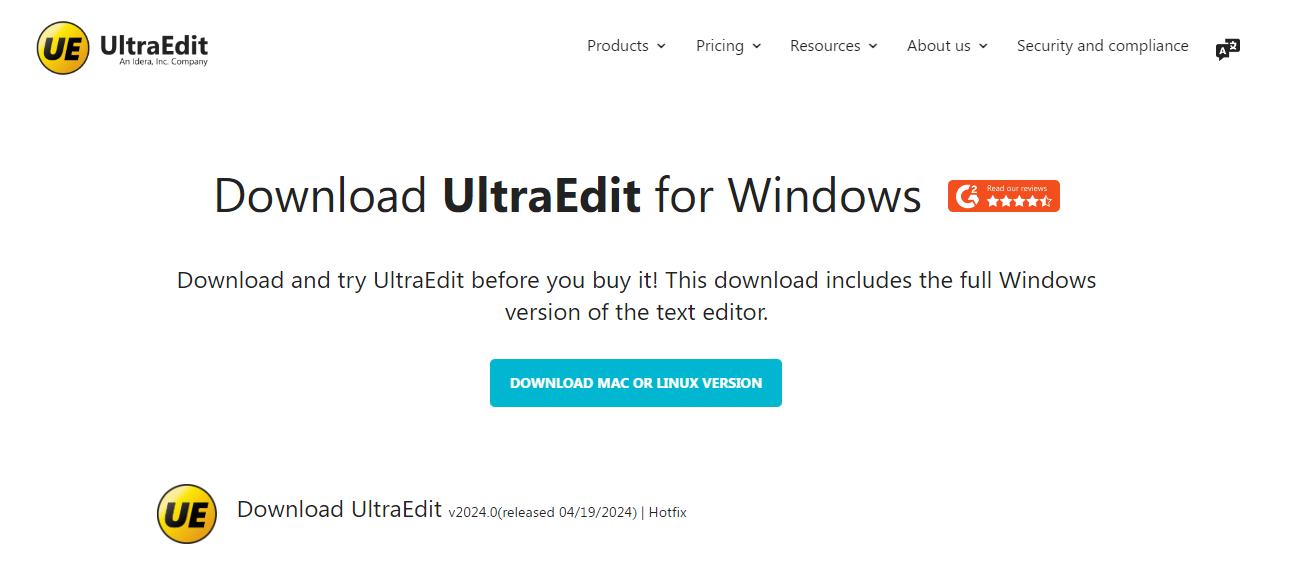 UE UltraEdit
An Idera, Inc. Company
Products Pricing Resources About us Security and compliance
Download UltraEdit for Windows
G2 Read our reviews
Download and try UltraEdit before you buy it! This download includes the full Windows
version of the text editor.
DOWNLOAD MAC OR LINUX VERSION
UE Download UltraEdit v2024.0(released 04/19/2024) | Hotfix